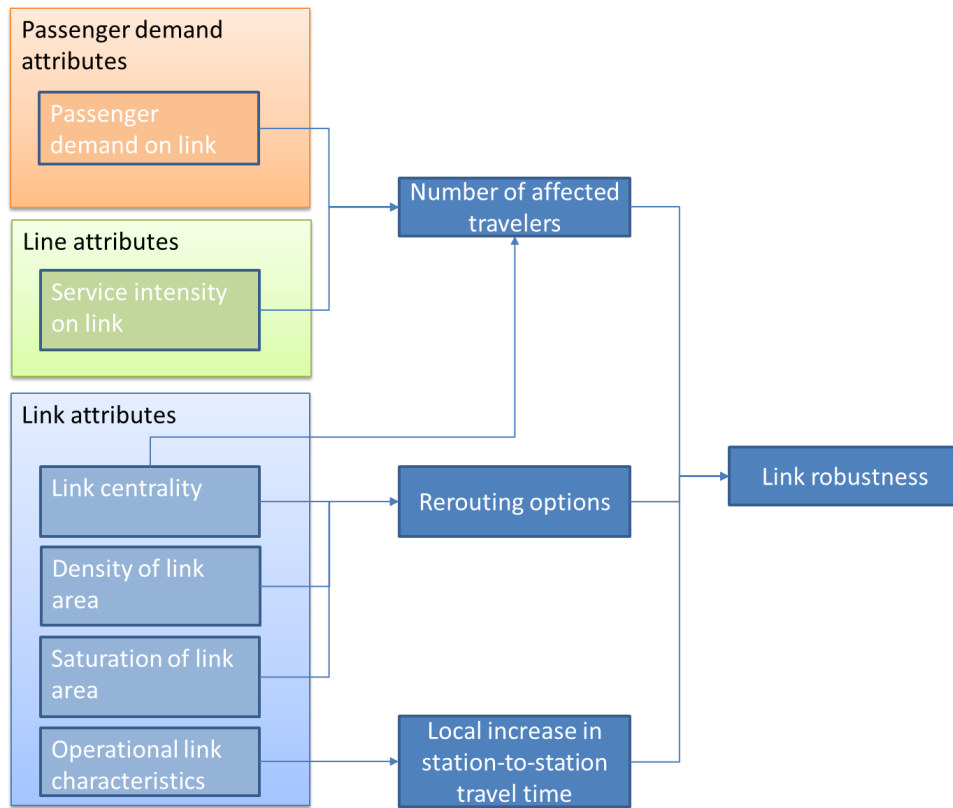 Passenger demand
attributes
Passenger
demand on link
Number of affected
travelers
Line attributes
Service intensity
on link
Link attributes
Link centrality
Rerouting options
Link robustness
Density of link
area
Saturation of link
area
Operational link
characteristics
Local increase in
station-to-station
travel time